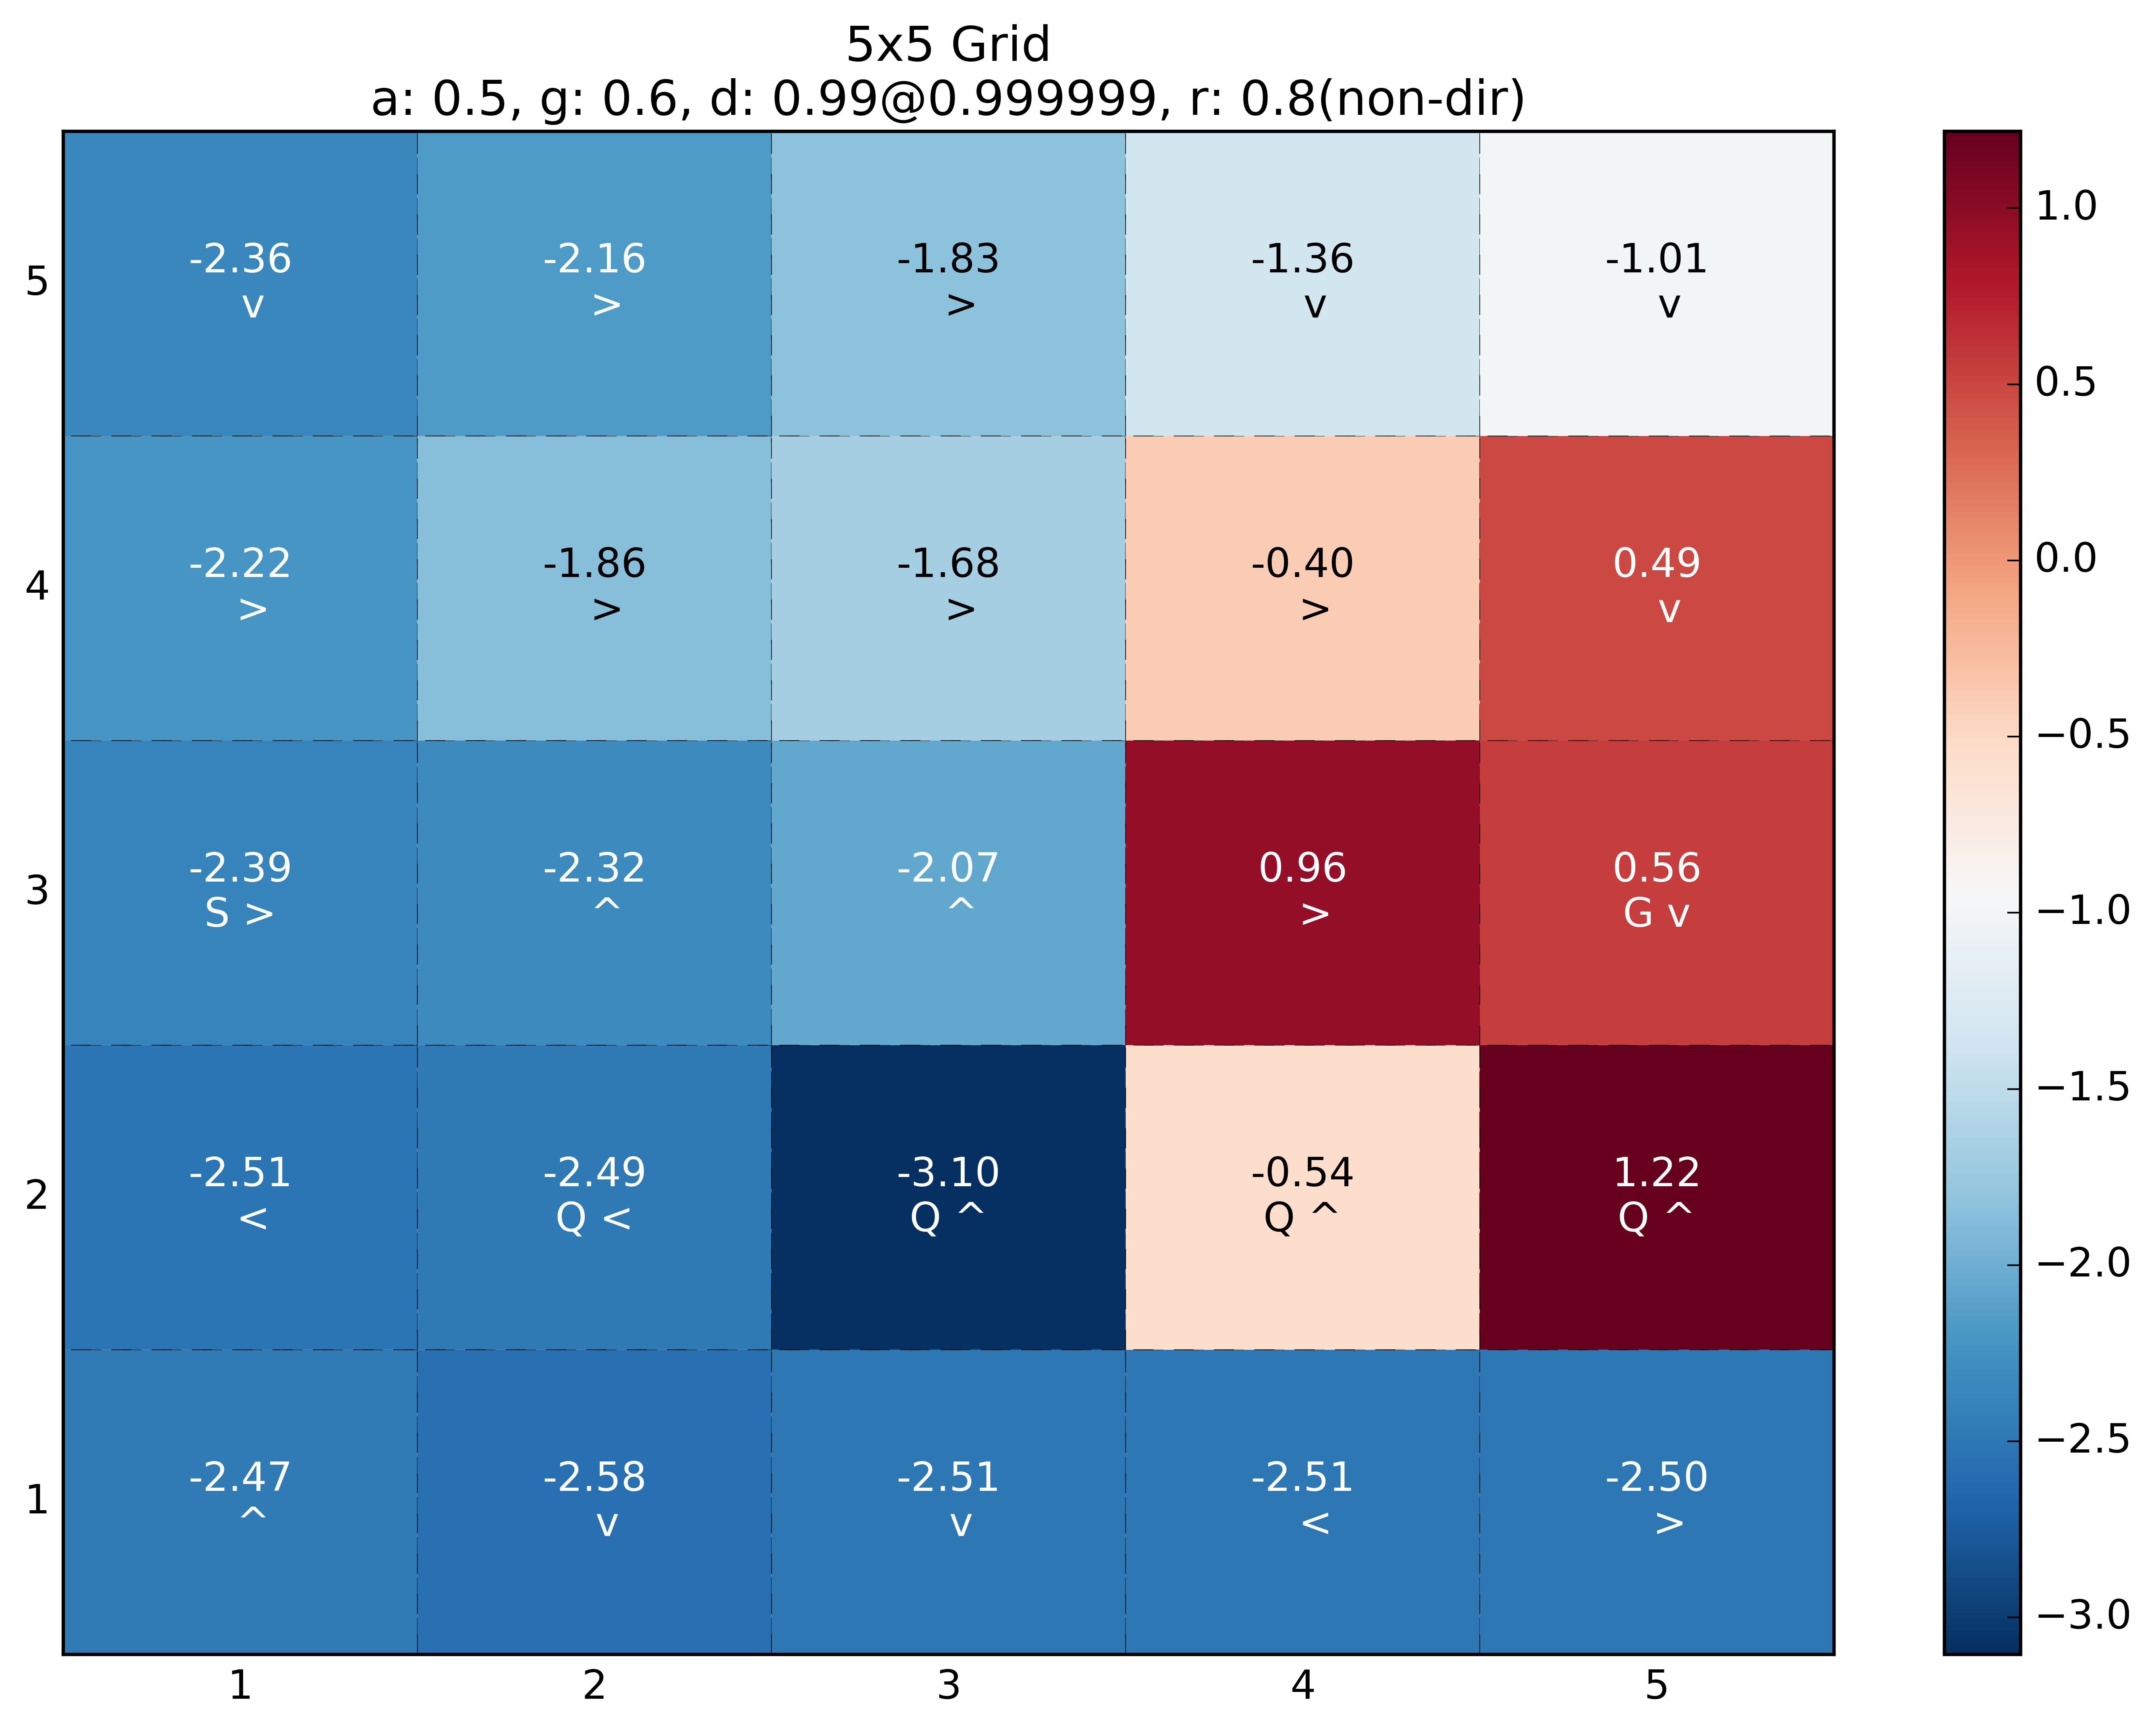 5x5 Grid
a: 0.5, g: 0.6, d: 0.99@0.999999, r: 0.8(non-dir)
5
-2.36 -2.16 -1.83 -1.36 -1.01
v > > v v
4
-2.22 -1.86 -1.68 -0.40 0.49
> > > > v
3
-2.39 -2.32 -2.07 0.96 0.56
S > ^ ^ > G v
2
-2.51 -2.49 -3.10 -0.54 1.22
< Q < Q ^ Q ^ Q ^
1
-2.47 -2.58 -2.51 -2.51 -2.50
^ v v < >
1 2 3 4 5
1.0
0.5
0.0
−0.5
−1.0
−1.5
−2.0
−2.5
−3.0